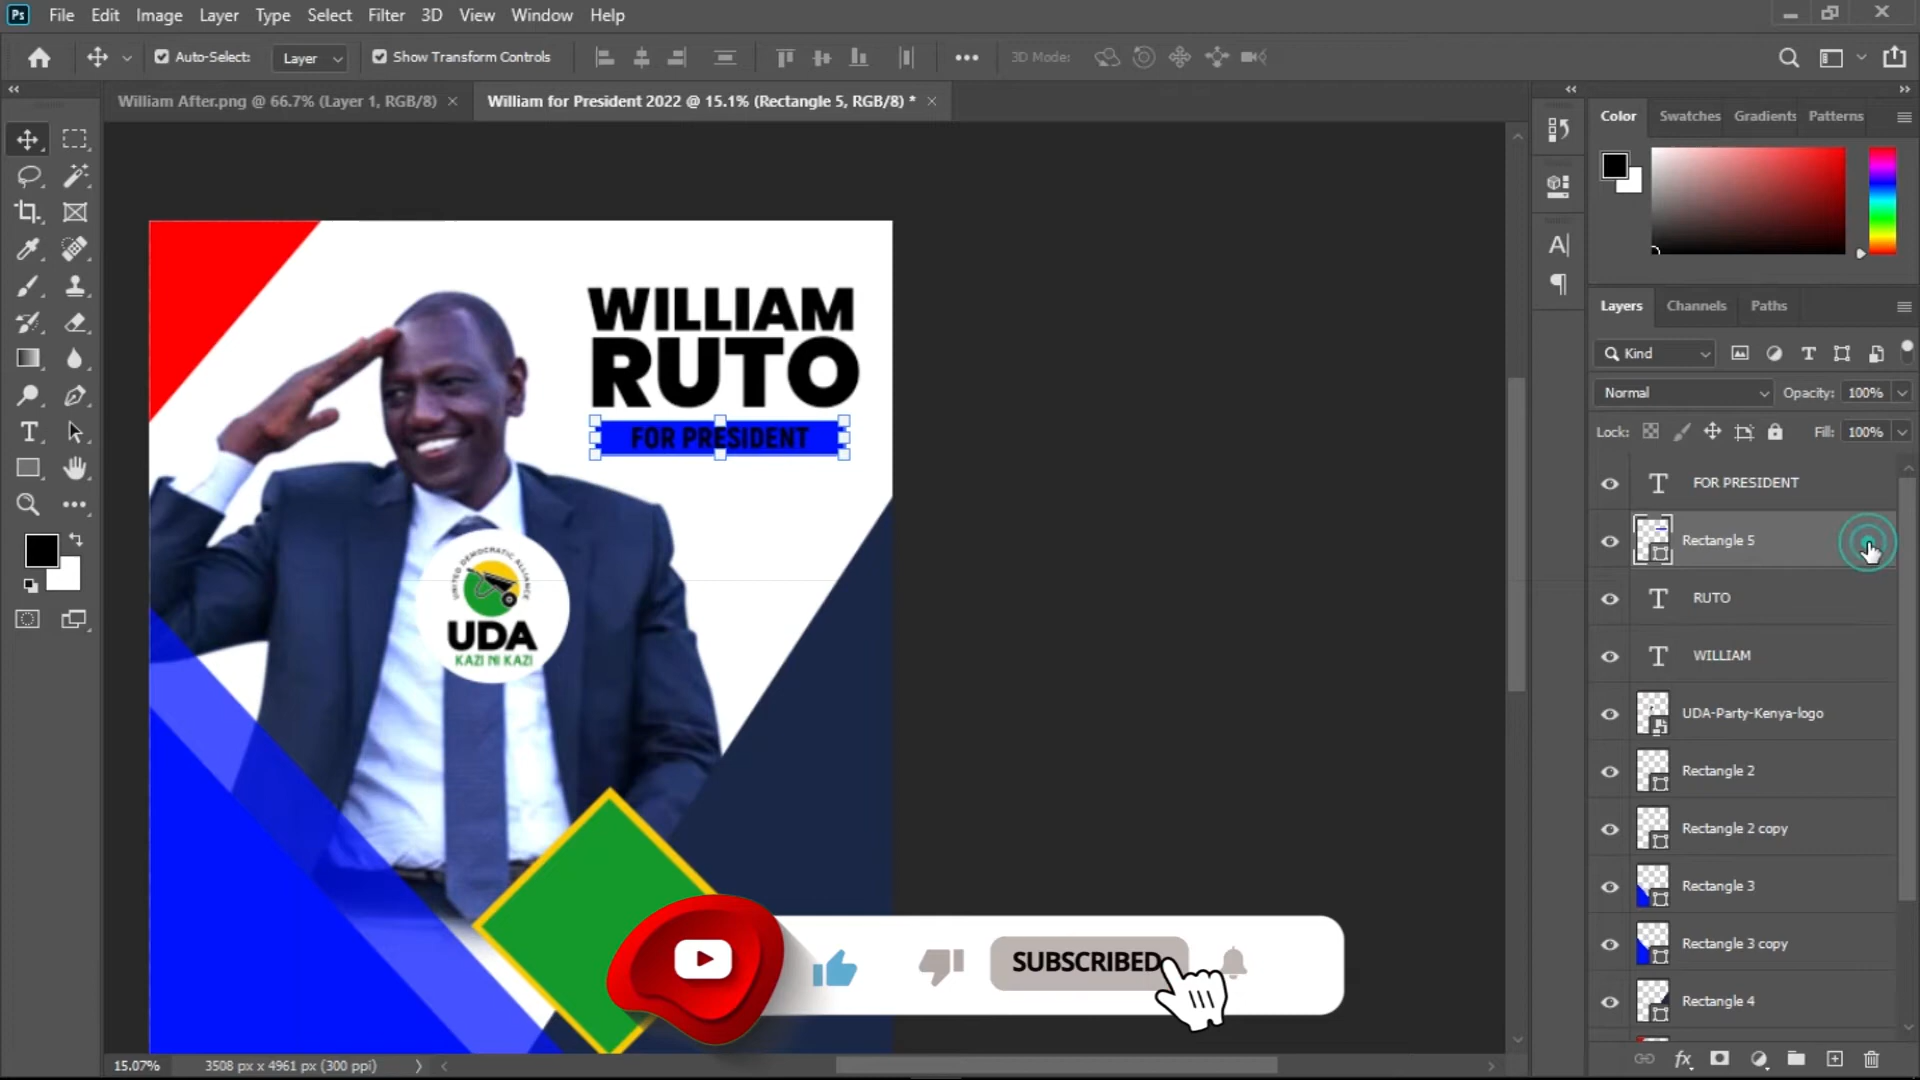 Ps File Edit Image Layer Type Select Filter 3D View Window Help
Auto-Select: Layer Show Transform Controls 3D Mode:
William After.png @ 66.7% (Layer 1, RGB/8) William for President 2022 @ 15.1% (Rectangle 5, RGB/8) *
Color Swatches Gradients Patterns
WILLIAM
RUTO
FOR PRESIDENT
UNITED DEMOCRATIC ALLIANCE
UDA
KAZI NI KAZI
Layers Channels Paths
Kind
Normal Opacity: 100%
Lock: Fill: 100%
FOR PRESIDENT
Rectangle 5
RUTO
WILLIAM
UDA-Party-Kenya-logo
Rectangle 2
Rectangle 2 copy
Rectangle 3
Rectangle 3 copy
Rectangle 4
SUBSCRIBED
15.07% 3508 px x 4961 px (300 ppi)